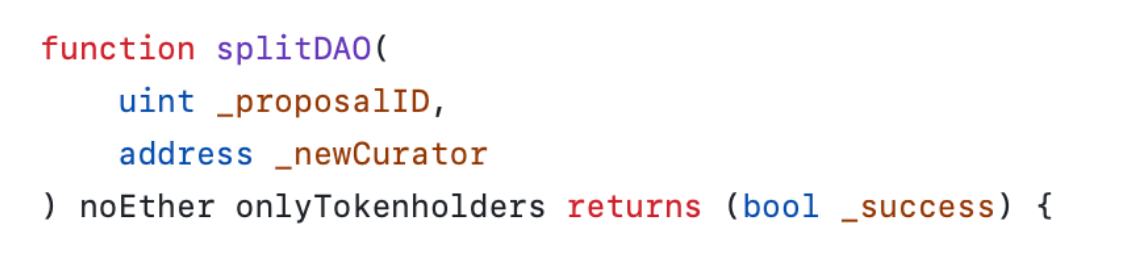 function splitDAO(
    uint _proposalID,
    address _newCurator
) noEther onlyTokenholders returns (bool _success) {